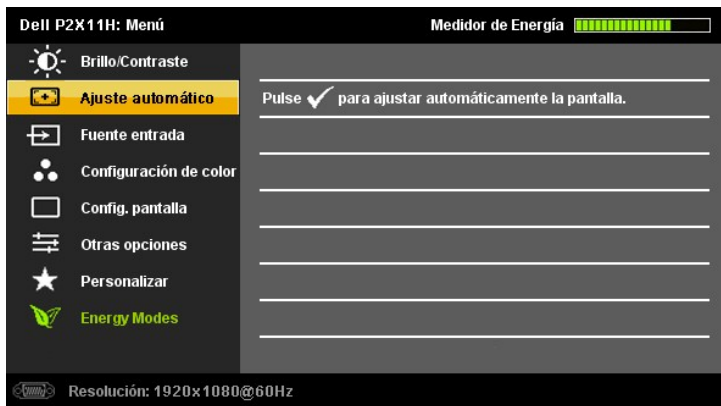 Dell P2X11H: Menú
Medidor de Energía
Brillo/Contraste
Ajuste automático
Pulse ✓ para ajustar automáticamente la pantalla.
Fuente entrada
Configuración de color
Config. pantalla
Otras opciones
Personalizar
Energy Modes
Resolución: 1920x1080@60Hz